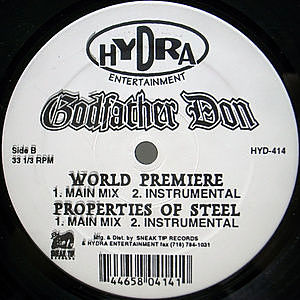 HYDRA
ENTERTAINMENT
Godfather Don
Side B
33 1/3 RPM
HYD-414
WORLD PREMIERE
1. MAIN MIX 2. INSTRUMENTAL
PROPERTIES OF STEEL
1. MAIN MIX 2. INSTRUMENTAL
Mfg. & Dist. by SNEAK TIP RECORDS
& HYDRA ENTERTAINMENT fax (718) 784-1031
SNEAK TIP
RECORDS
44658 04141